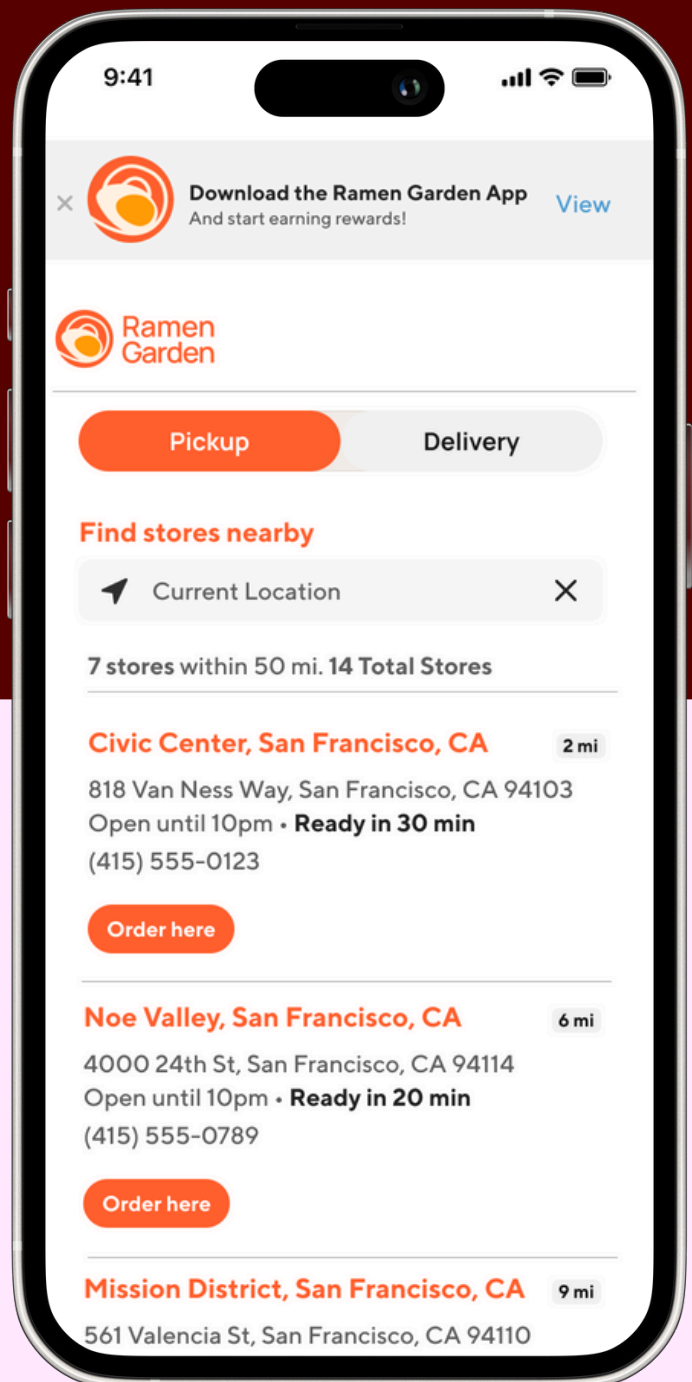 9:41
Download the Ramen Garden App
And start earning rewards!
View
Ramen
Garden
Pickup
Delivery
Find stores nearby
Current Location
7 stores within 50 mi. 14 Total Stores
Civic Center, San Francisco, CA
2 mi
818 Van Ness Way, San Francisco, CA 94103
Open until 10pm • Ready in 30 min
(415) 555-0123
Order here
Noe Valley, San Francisco, CA
6 mi
4000 24th St, San Francisco, CA 94114
Open until 10pm • Ready in 20 min
(415) 555-0789
Order here
Mission District, San Francisco, CA
9 mi
561 Valencia St, San Francisco, CA 94110